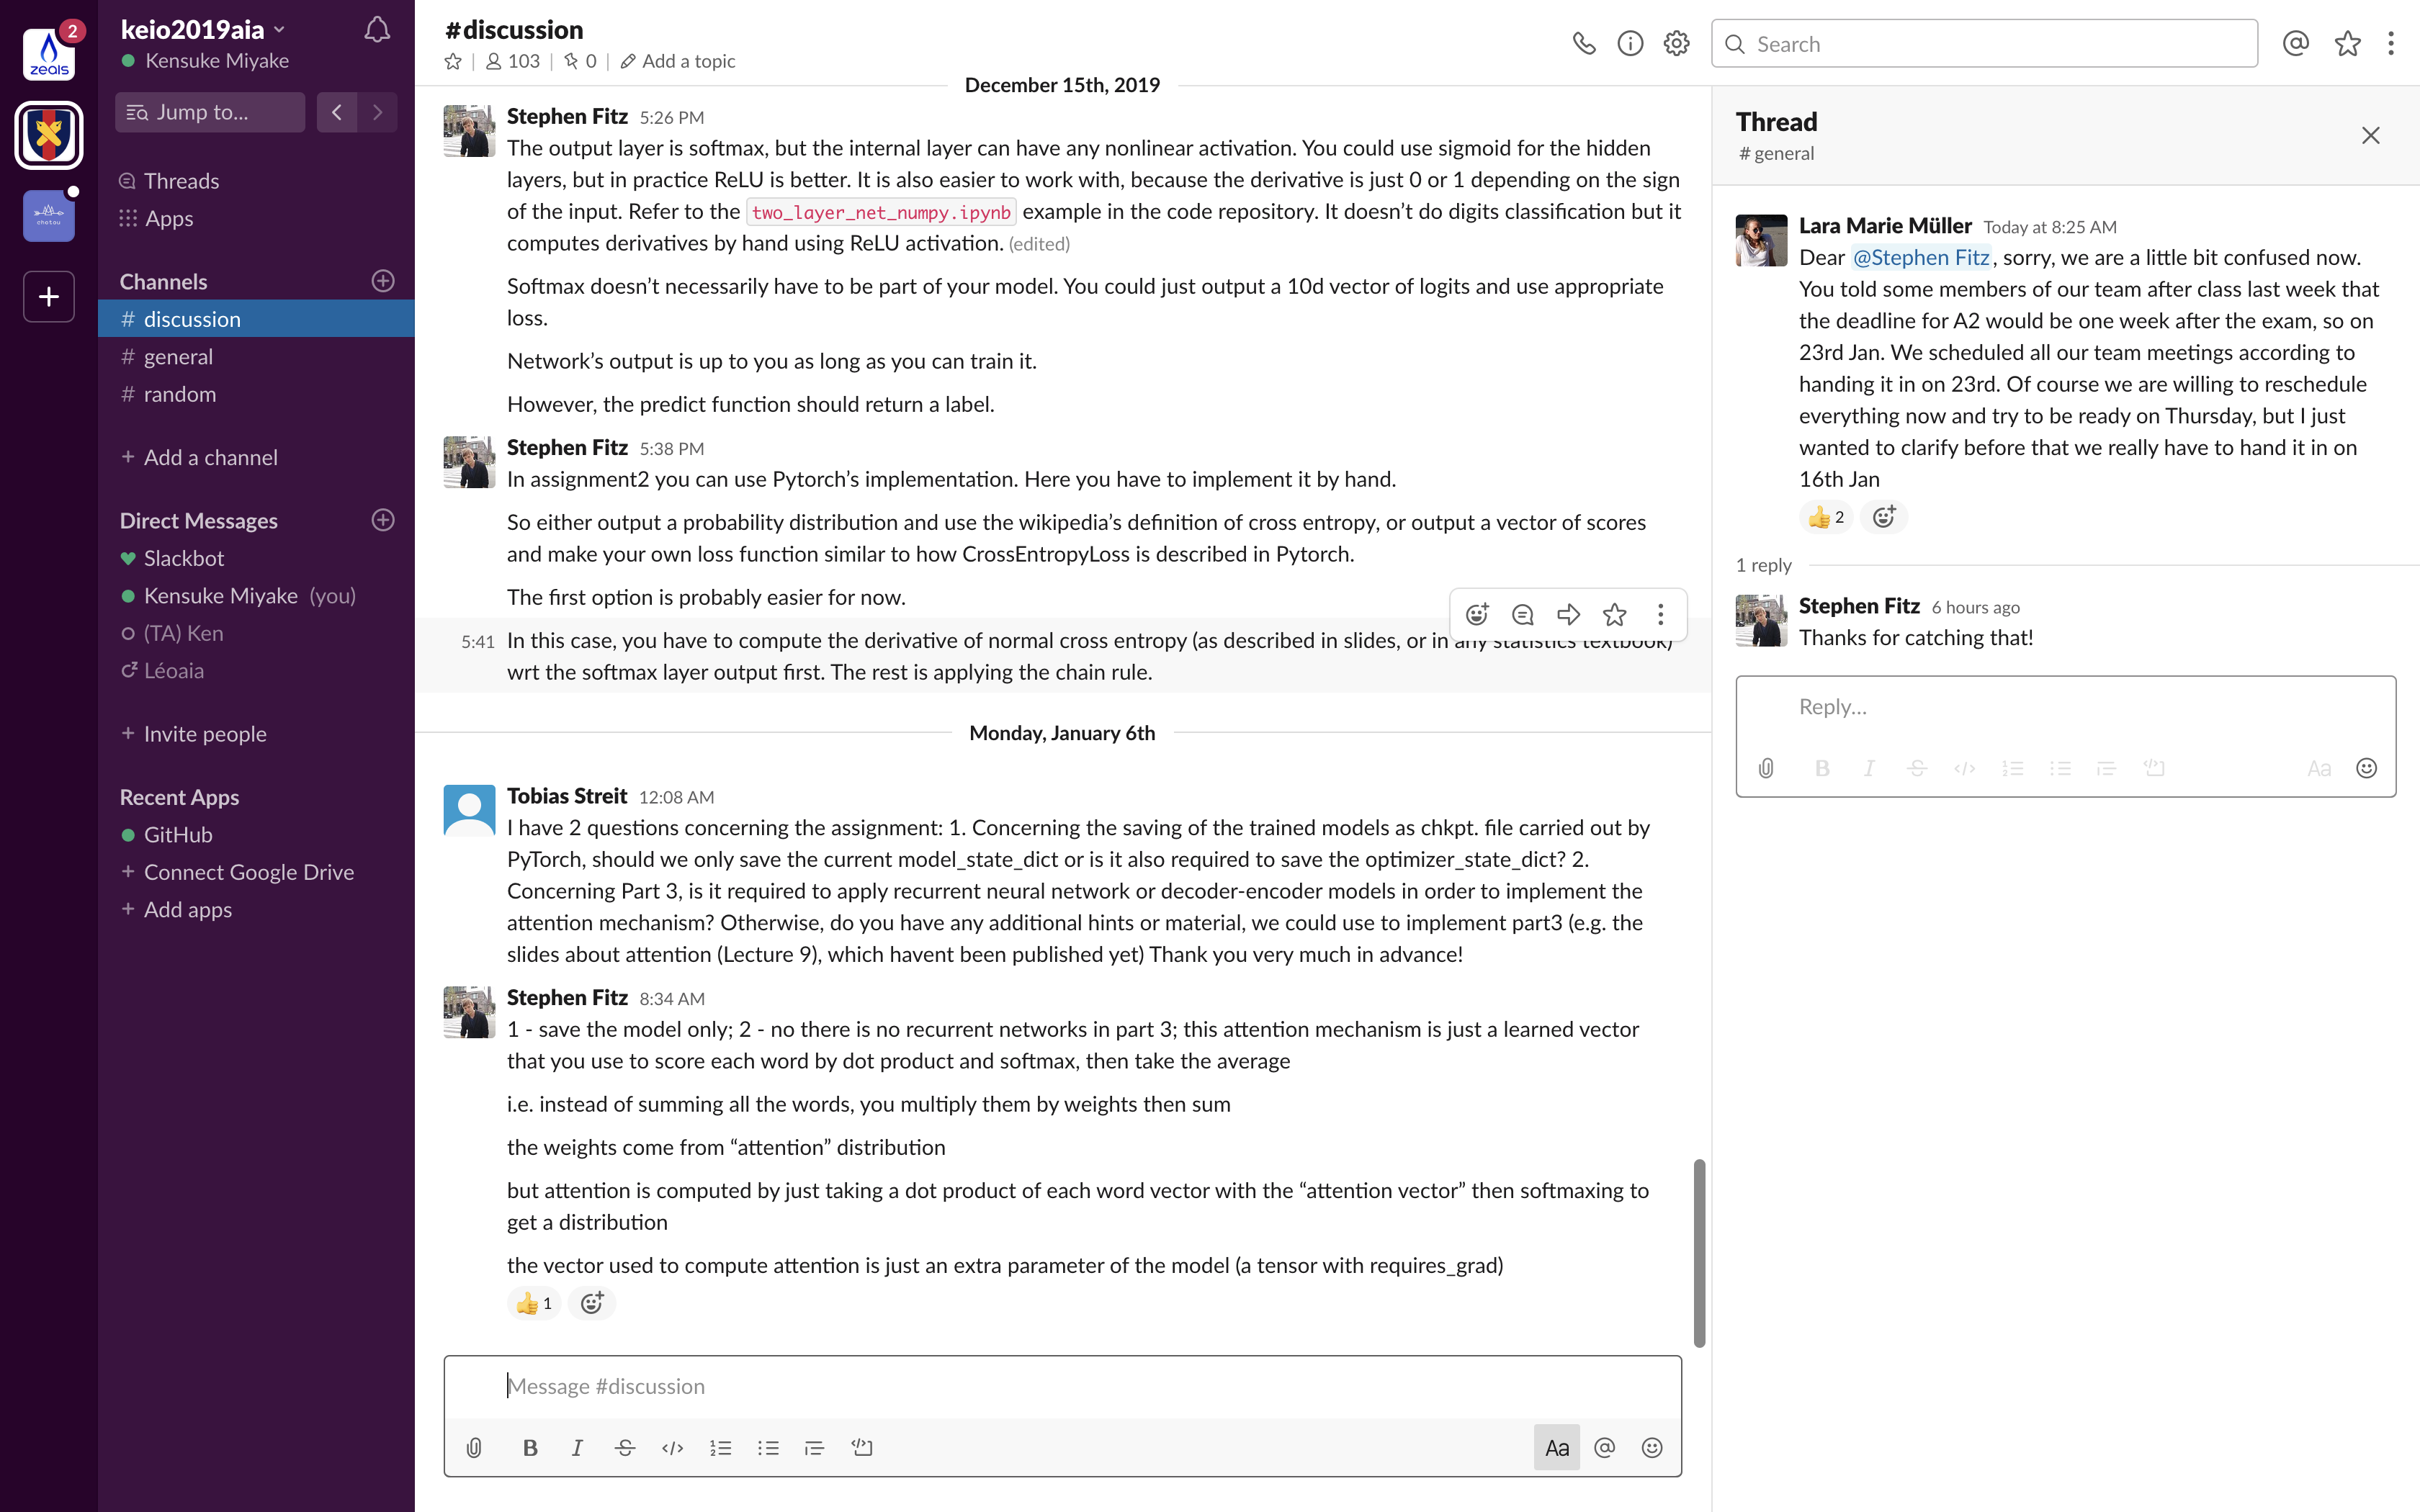 2
zeals
keio2019aia
Kensuke Miyake
Jump to...
Threads
Apps
Channels
# discussion
# general
# random
+ Add a channel
Direct Messages
Slackbot
Kensuke Miyake (you)
(TA) Ken
Léoaia
+ Invite people
Recent Apps
GitHub
+ Connect Google Drive
+ Add apps
#discussion
103 | 0 | Add a topic
Search
December 15th, 2019
Stephen Fitz 5:26 PM
The output layer is softmax, but the internal layer can have any nonlinear activation. You could use sigmoid for the hidden
layers, but in practice ReLU is better. It is also easier to work with, because the derivative is just 0 or 1 depending on the sign
of the input. Refer to the two_layer_net_numpy.ipynb example in the code repository. It doesn’t do digits classification but it
computes derivatives by hand using ReLU activation. (edited)
Softmax doesn’t necessarily have to be part of your model. You could just output a 10d vector of logits and use appropriate
loss.
Network’s output is up to you as long as you can train it.
However, the predict function should return a label.
Stephen Fitz 5:38 PM
In assignment2 you can use Pytorch’s implementation. Here you have to implement it by hand.
So either output a probability distribution and use the wikipedia’s definition of cross entropy, or output a vector of scores
and make your own loss function similar to how CrossEntropyLoss is described in Pytorch.
The first option is probably easier for now.
5:41 In this case, you have to compute the derivative of normal cross entropy (as described in slides, or in any statistics textbook)
wrt the softmax layer output first. The rest is applying the chain rule.
Monday, January 6th
Tobias Streit 12:08 AM
I have 2 questions concerning the assignment: 1. Concerning the saving of the trained models as chkpt. file carried out by
PyTorch, should we only save the current model_state_dict or is it also required to save the optimizer_state_dict? 2.
Concerning Part 3, is it required to apply recurrent neural network or decoder-encoder models in order to implement the
attention mechanism? Otherwise, do you have any additional hints or material, we could use to implement part3 (e.g. the
slides about attention (Lecture 9), which havent been published yet) Thank you very much in advance!
Stephen Fitz 8:34 AM
1 - save the model only; 2 - no there is no recurrent networks in part 3; this attention mechanism is just a learned vector
that you use to score each word by dot product and softmax, then take the average
i.e. instead of summing all the words, you multiply them by weights then sum
the weights come from “attention” distribution
but attention is computed by just taking a dot product of each word vector with the “attention vector” then softmaxing to
get a distribution
the vector used to compute attention is just an extra parameter of the model (a tensor with requires_grad)
1
Message #discussion
B I S </> Aa @
Thread
# general
Lara Marie Müller Today at 8:25 AM
Dear @Stephen Fitz, sorry, we are a little bit confused now.
You told some members of our team after class last week that
the deadline for A2 would be one week after the exam, so on
23rd Jan. We scheduled all our team meetings according to
handing it in on 23rd. Of course we are willing to reschedule
everything now and try to be ready on Thursday, but I just
wanted to clarify before that we really have to hand it in on
16th Jan
2
1 reply
Stephen Fitz 6 hours ago
Thanks for catching that!
Reply...
B I S </> Aa